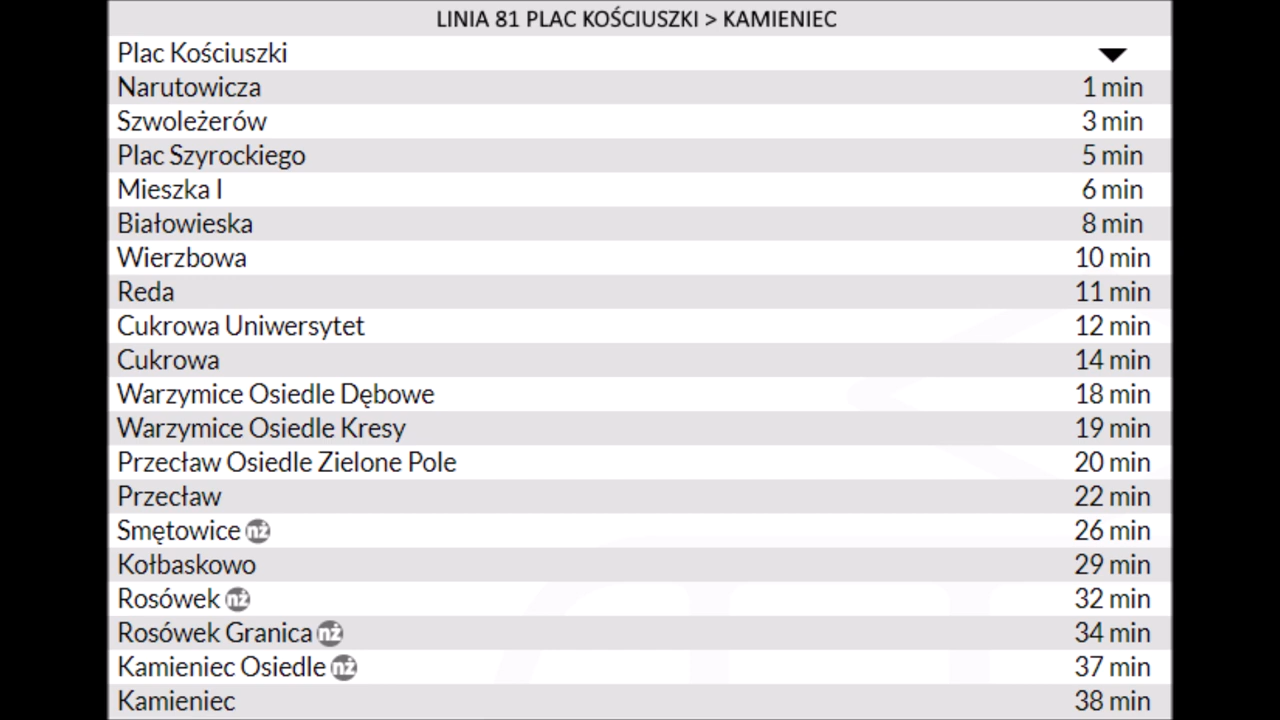 LINIA 81 PLAC KOŚCIUSZKI > KAMIENIEC
Plac Kościuszki
Narutowicza 1 min
Szwoleżerów 3 min
Plac Szyrockiego 5 min
Mieszka I 6 min
Białowieska 8 min
Wierzbowa 10 min
Reda 11 min
Cukrowa Uniwersytet 12 min
Cukrowa 14 min
Warzymice Osiedle Dębowe 18 min
Warzymice Osiedle Kresy 19 min
Przecław Osiedle Zielone Pole 20 min
Przecław 22 min
Smętowice nż 26 min
Kołbaskowo 29 min
Rosówek nż 32 min
Rosówek Granica nż 34 min
Kamieniec Osiedle nż 37 min
Kamieniec 38 min